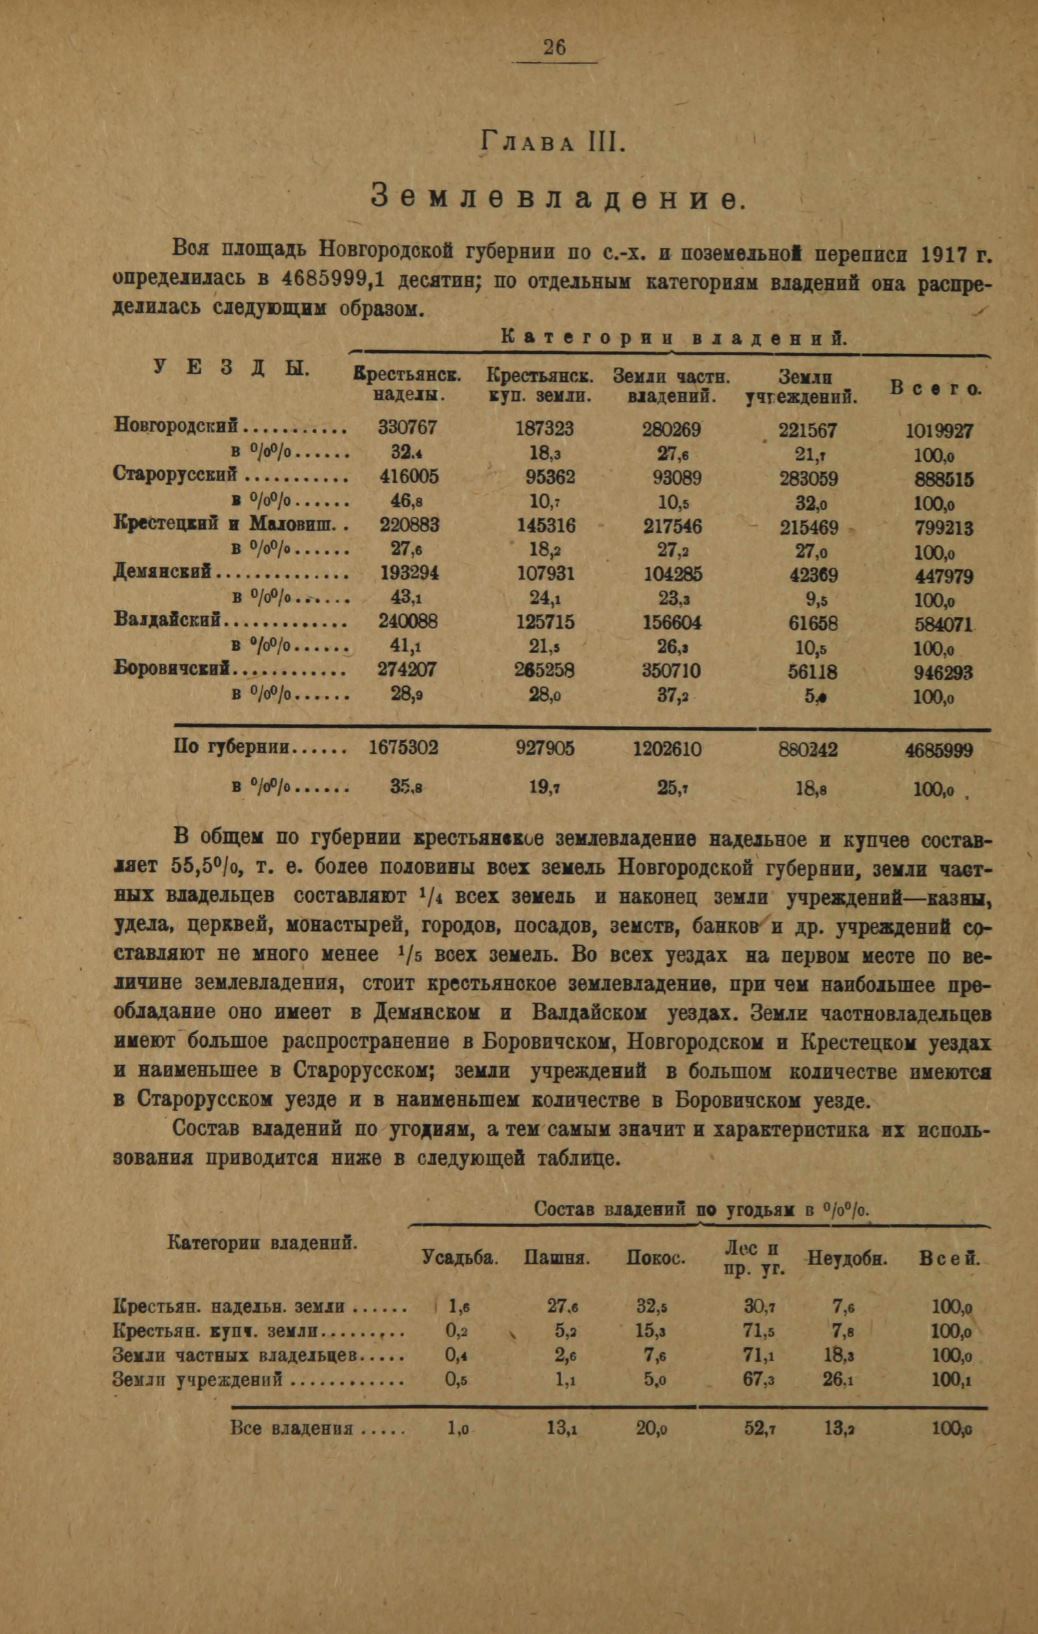 26
Глава III.
Землевладение.
Вся площадь Новгородской губернии по с.-х. и поземельной переписи 1917 г.
определилась в 4685999,1 десятин; по отдельным категориям владений она распре-
делилась следующим образом.
Категории владений.
УЕЗДЫ. Крестьянск. наделы. Крестьянск. куп. земли. Земли частн. владений. Земли учреждений. Всего.
Новгородский........... 330767 187323 280269 221567 1019927
в %%...... 32,4 18,3 27,6 21,7 100,0
Старорусский........... 416005 95362 93089 283059 888515
в %%...... 46,8 10,7 10,5 32,0 100,0
Крестецкий и Маловиш. . 220883 145316 217546 215469 799213
в %%...... 27,6 18,2 27,2 27,0 100,0
Демянский.............. 193294 107931 104285 42369 447979
в %%...... 43,1 24,1 23,3 9,5 100,0
Валдайский............. 240088 125715 156604 61658 584071
в %%...... 41,1 21,5 26,8 10,5 100,0
Боровичский............ 274207 265258 350710 56118 946293
в %%...... 28,9 28,0 37,2 100,0
По губернии...... 1675302 927905 1202610 880242 4685999
в %%...... 35,8 19,7 25,7 18,8 100,0
В общем по губернии крестьянское землевладение надельное и купчее состав-
ляет 55,5%, т. е. более половины всех земель Новгородской губернии, земли част-
ных владельцев составляют 1/4 всех земель и наконец земли учреждений—казны,
удела, церквей, монастырей, городов, посадов, земств, банков и др. учреждений со-
ставляют не много менее 1/5 всех земель. Во всех уездах на первом месте по ве-
личине землевладения, стоит крестьянское землевладение, при чем наибольшее пре-
обладание оно имеет в Демянском и Валдайском уездах. Земли частновладельцев
имеют большое распространение в Боровичском, Новгородском и Крестецком уездах
и наименьшее в Старорусском; земли учреждений в большом количестве имеются
в Старорусском уезде и в наименьшем количестве в Боровичском уезде.
Состав владений по угодиям, а тем самым значит и характеристика их исполь-
зования приводится ниже в следующей таблице.
Состав владений по угодьям в %%.
Категории владений. Усадьба. Пашня. Покос. Лес и пр. уг. Неудобн. Всей.
Крестьян. надельн. земли...... 1,6 27,6 32,5 30,7 7,6 100,0
Крестьян. купч. земли........ 0,2 5,2 15,3 71,5 7,8 100,0
Земли частных владельцев..... 0,4 2,6 7,6 71,1 18,3 100,0
Земли учреждений............ 0,5 1,1 5,0 67,3 26,1 100,1
Все владения..... 1,0 13,1 20,0 52,7 13,2 100,0